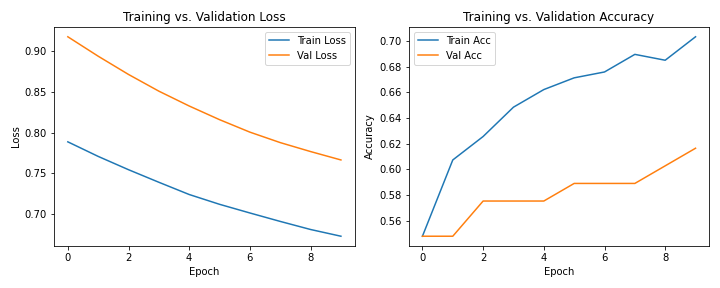 Training vs. Validation Loss
Train Loss
Val Loss
0.90
0.85
0.80
0.75
0.70
Loss
0 2 4 6 8
Epoch
Training vs. Validation Accuracy
Train Acc
Val Acc
0.70
0.68
0.66
0.64
0.62
0.60
0.58
0.56
Accuracy
0 2 4 6 8
Epoch